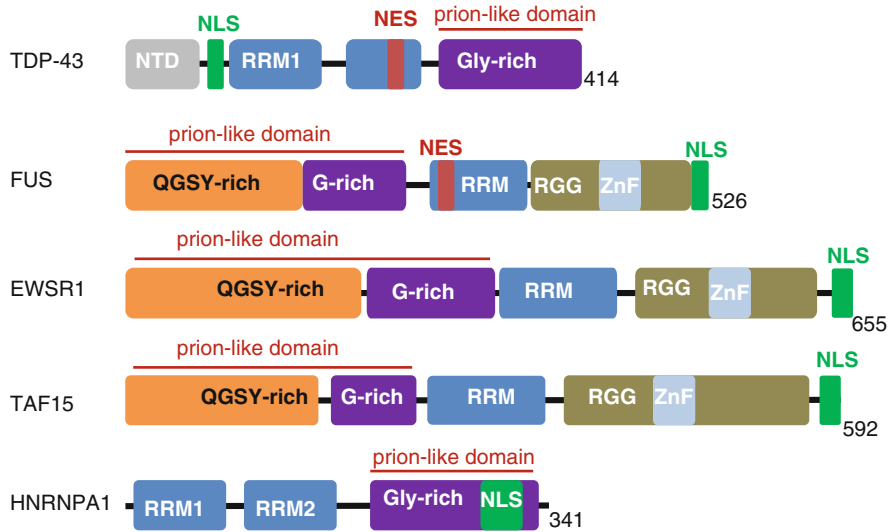 prion-like domain
NLS
NES
TDP-43
NTD
RRM1
Gly-rich
414
prion-like domain
NES
NLS
FUS
QGSY-rich
G-rich
RRM
RGG
ZnF
526
prion-like domain
NLS
EWSR1
QGSY-rich
G-rich
RRM
RGG
ZnF
655
prion-like domain
NLS
TAF15
QGSY-rich
G-rich
RRM
RGG
ZnF
592
prion-like domain
HNRNPA1
RRM1
RRM2
Gly-rich
NLS
341